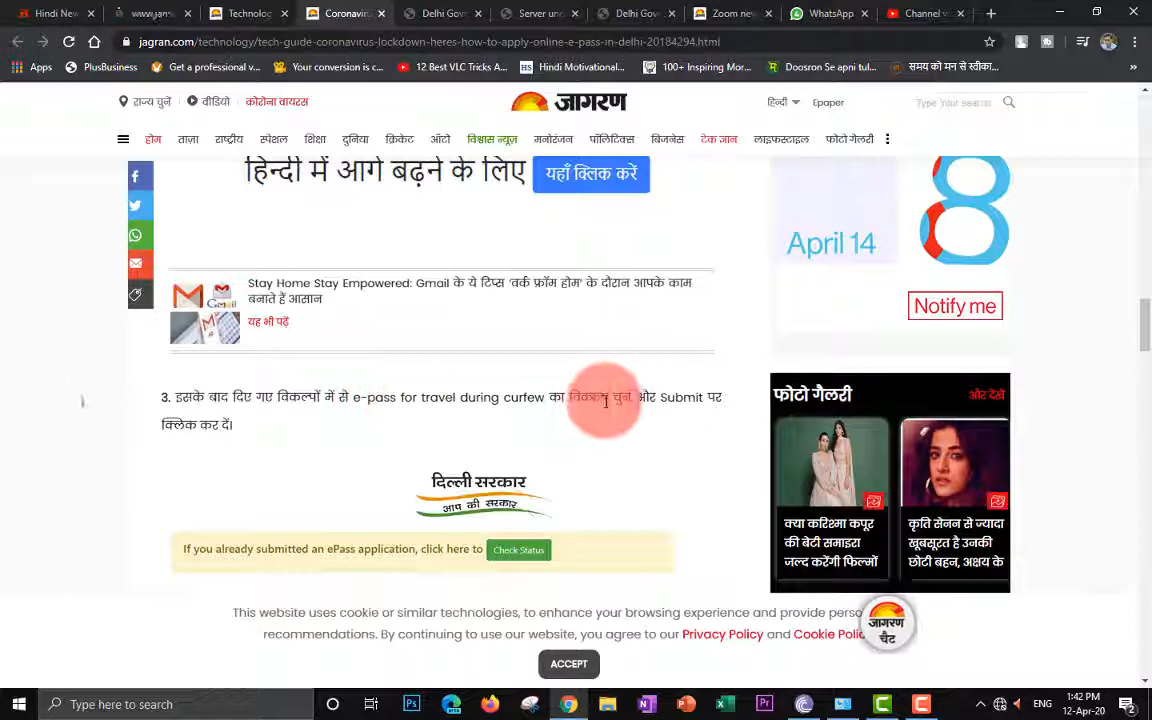 Hindi Nev
www.jans
Technolog
Coronavir
Delhi Gov
Server un
Delhi Gov
Zoom nev
WhatsApp
Channel v
jagran.com/technology/tech-guide-coronavirus-lockdown-heres-how-to-apply-online-e-pass-in-delhi-20184294.html
Apps
PlusBusiness
Get a professional v...
Your conversion is c...
12 Best VLC Tricks A...
Hindi Motivational...
100+ Inspiring Mor...
Doosron Se apni tul...
समय को मन से स्वीका...
राज्य चुनें
वीडियो
कोरोना वायरस
जागरण
हिन्दी
Epaper
Type Your search
होम
ताज़ा
राष्ट्रीय
स्पेशल
शिक्षा
दुनिया
क्रिकेट
ऑटो
विश्वास न्यूज़
मनोरंजन
पॉलिटिक्स
बिजनेस
टेक ज्ञान
लाइफस्टाइल
फोटो गैलरी
हिन्दी में आगे बढ़ने के लिए
यहाँ क्लिक करें
8
April 14
Notify me
Stay Home Stay Empowered: Gmail के ये टिप्स ‘वर्क फ्रॉम होम’ के दौरान आपके काम
बनाते हैं आसान
यह भी पढ़ें
3. इसके बाद दिए गए विकल्पों में से e-pass for travel during curfew का विकल्प चुनें और Submit पर
क्लिक कर दें।
दिल्ली सरकार
आप की सरकार
If you already submitted an ePass application, click here to
Check Status
फोटो गैलरी
और देखें
क्या करिश्मा कपूर
की बेटी समाइरा
जल्द करेंगी फिल्मों
कृति सेनन से ज्यादा
खूबसूरत है उनकी
छोटी बहन, अक्षय के
This website uses cookie or similar technologies, to enhance your browsing experience and provide perso
recommendations. By continuing to use our website, you agree to our Privacy Policy and Cookie Polic
जागरण
चैट
ACCEPT
Type here to search
ENG
1:42 PM
12-Apr-20
2